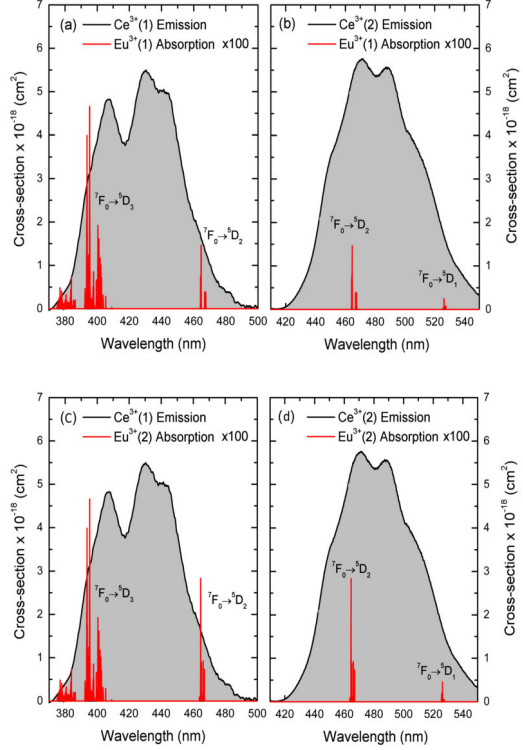 (a)
Ce³⁺(1) Emission
Eu³⁺(1) Absorption x100
⁷F₀→⁵D₃
⁷F₀→⁵D₂
Cross-section x 10⁻¹⁸ (cm²)
7
6
5
4
3
2
1
0
380 400 420 440 460 480 500
Wavelength (nm)
(b)
Ce³⁺(2) Emission
Eu³⁺(1) Absorption x100
⁷F₀→⁵D₂
⁷F₀→⁵D₁
7
6
5
4
3
2
1
0
Cross-section x 10⁻¹⁸ (cm²)
420 440 460 480 500 520 540
Wavelength (nm)
(c)
Ce³⁺(1) Emission
Eu³⁺(2) Absorption x100
⁷F₀→⁵D₃
⁷F₀→⁵D₂
Cross-section x 10⁻¹⁸ (cm²)
7
6
5
4
3
2
1
0
380 400 420 440 460 480 500
Wavelength (nm)
(d)
Ce³⁺(2) Emission
Eu³⁺(2) Absorption x100
⁷F₀→⁵D₂
⁷F₀→⁵D₁
7
6
5
4
3
2
1
0
Cross-section x 10⁻¹⁸ (cm²)
420 440 460 480 500 520 540
Wavelength (nm)